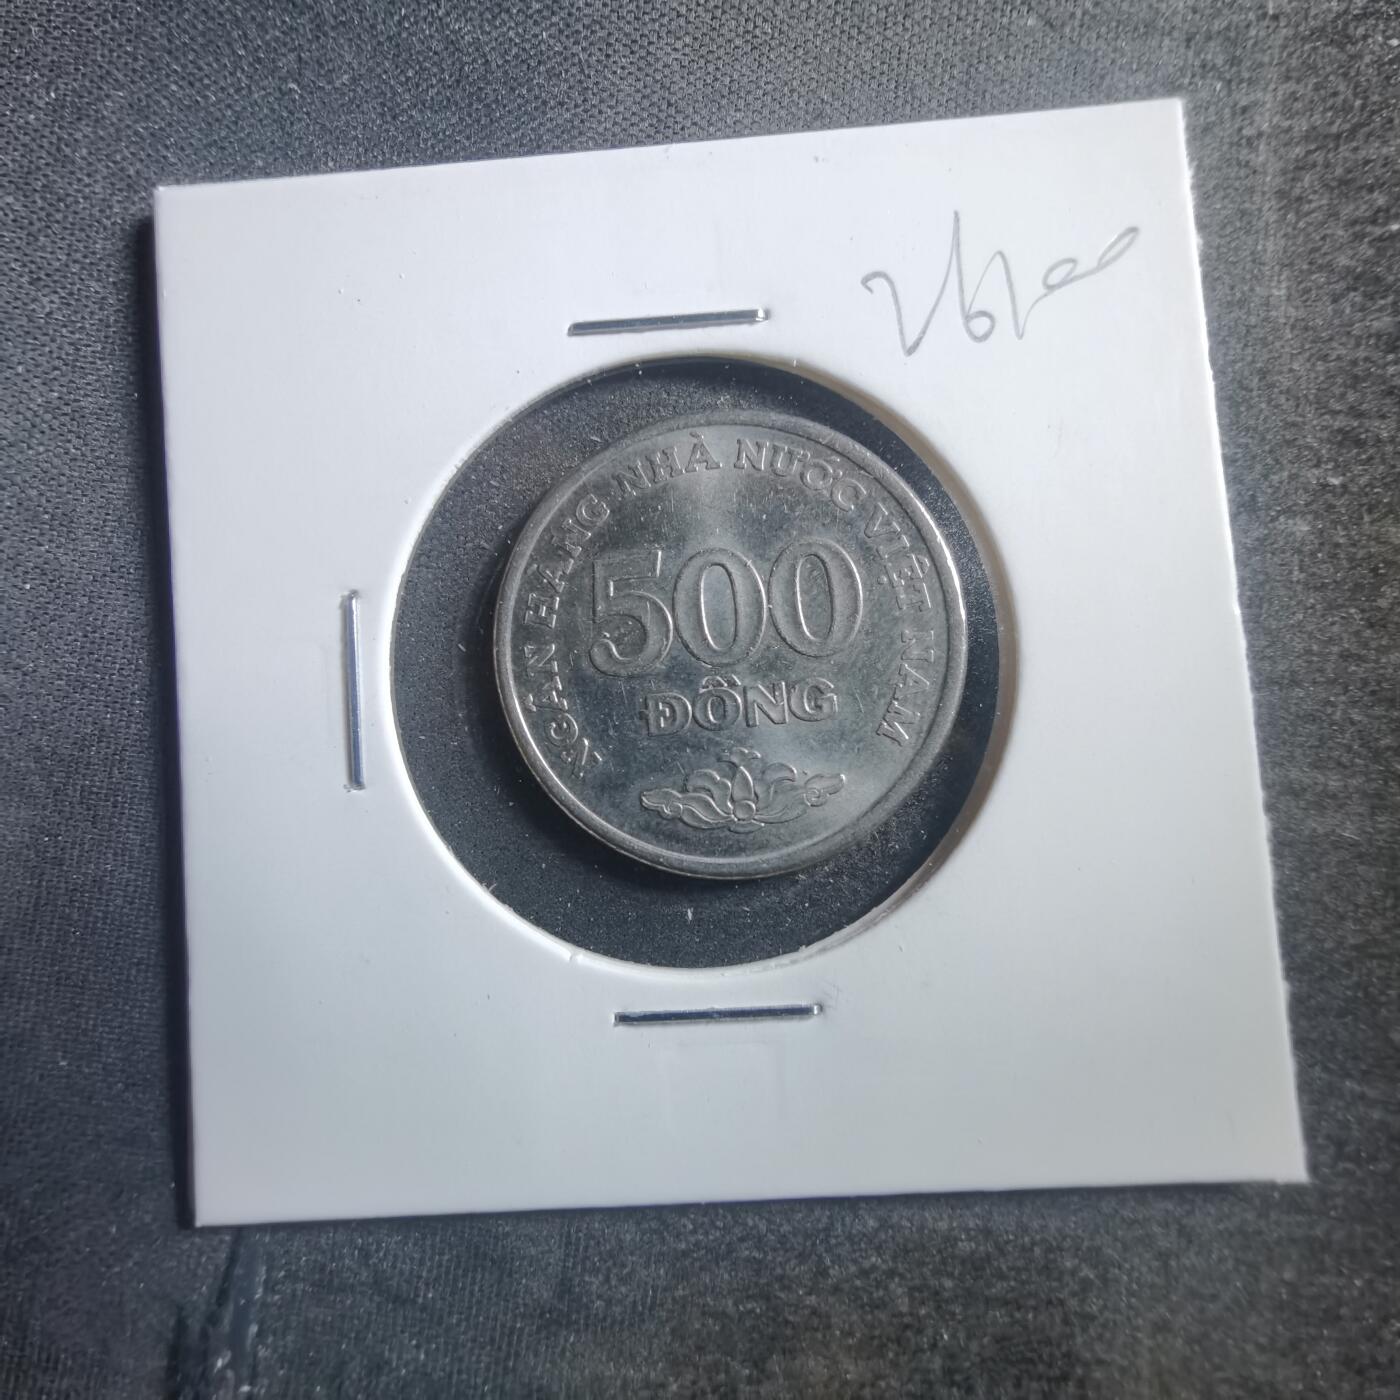 NGÂN HÀNG NHÀ NƯỚC VIỆT NAM
500
ĐỒNG